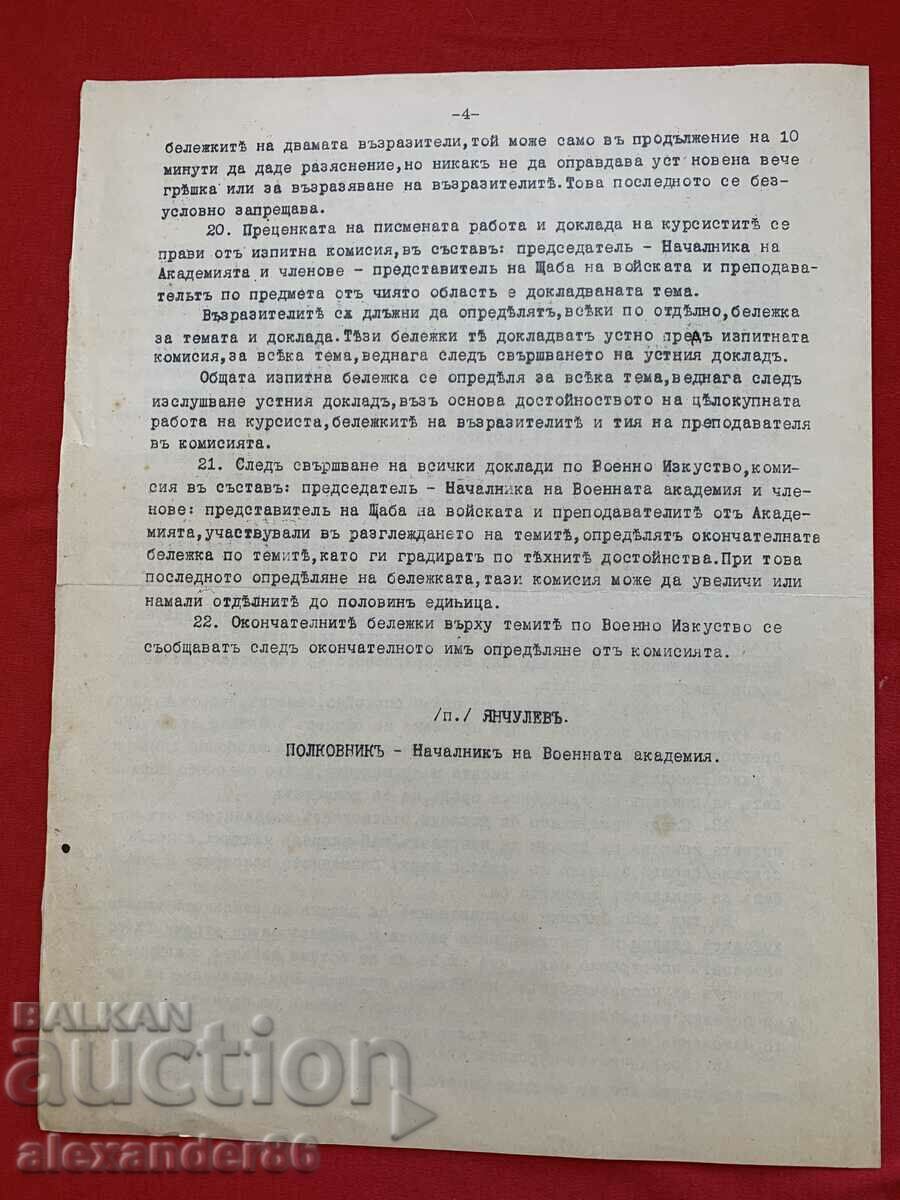 -4-
бележкитѣ на двамата възразители,той може само въ продължение на 10
минути да даде разяснение,но никакъ не да оправдава уст новена вече
грѣшка или за възразяване на възразителитѣ.Това последното се без-
условно запрещава.
20. Преценката на писмената работа и доклада на курсиститѣ се
прави отъ изпитна комисия,въ съставъ: председатель - Началника на
Академията и членове - представитель на Щаба на войската и преподава-
тельтъ по предмета отъ чиято область е докладваната тема.
Възразителитѣ сѫ длъжни да опредѣлятъ,всѣки по отдѣлно,бележка
за темата и доклада.Тѣзи бележки тѣ докладватъ устно предъ изпитната
комисия,за всѣка тема,веднага следъ свършването на устния докладъ.
Общата изпитна бележка се опредѣля за всѣка тема,веднага следъ
изслушване устния докладъ,възъ основа достойноството на цѣлокупната
работа на курсиста,бележкитѣ на възразителитѣ и тия на преподавателя
въ комисията.
21. Следъ свършване на всички доклади по Военно Изкуство,коми-
сия въ съставъ: председатель - Началника на Военната академия и чле-
нове: представитель на Щаба на войската и преподавателитѣ отъ Акаде-
мията,участвували въ разглеждането на темитѣ,опредѣлятъ окончателната
бележка по темитѣ,като ги градиратъ по тѣхнитѣ достойнства.При това
последното опредѣляне на бележката,тази комисия може да увеличи или
намали отдѣлнитѣ до половинъ единица.
22. Окончателнитѣ бележки върху темитѣ по Военно Изкуство се
съобщаватъ следъ окончателното имъ опредѣляне отъ комисията.
/п./ ЯНЧУЛЕВЪ.
ПОЛКОВНИКЪ - Началникъ на Военната академия.
BALKAN
auction
alexander86